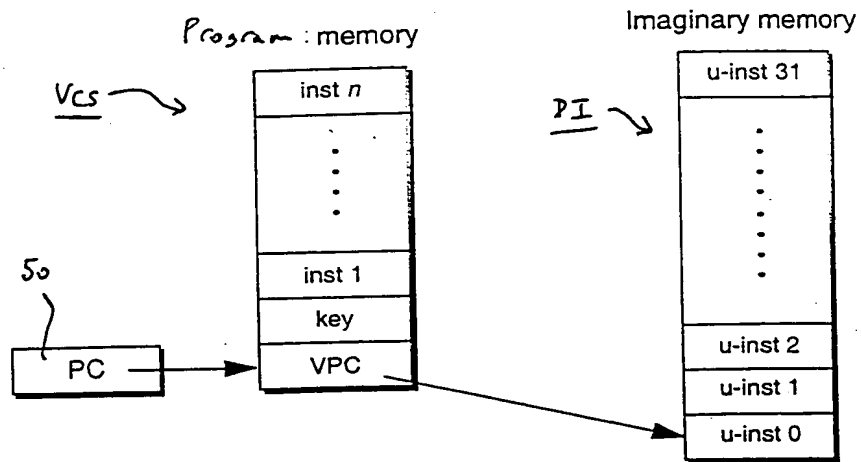 Program: memory
Imaginary memory
VCS
inst n
PI
u-inst 31
50
inst 1
key
PC
VPC
u-inst 2
u-inst 1
u-inst 0